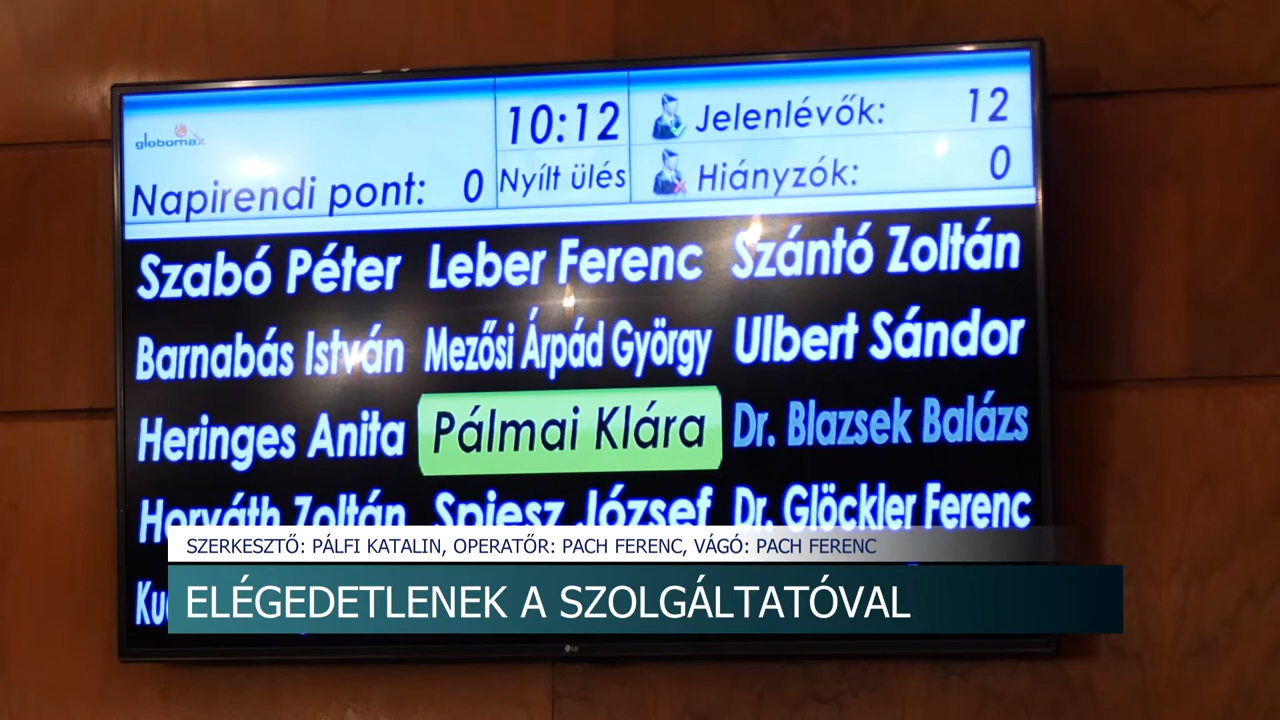 globomax
Napirendi pont: 0
10:12
Nyílt ülés
Jelenlévők: 12
Hiányzók: 0
Szabó Péter Leber Ferenc Szántó Zoltán
Barnabás István Mezősi Árpád György Ulbert Sándor
Heringes Anita Pálmai Klára Dr. Blazsek Balázs
Horváth Zoltán Spiesz József Dr. Glöckler Ferenc
SZERKESZTŐ: PÁLFI KATALIN, OPERATŐR: PACH FERENC, VÁGÓ: PACH FERENC
ELÉGEDETLENEK A SZOLGÁLTATÓVAL
LG